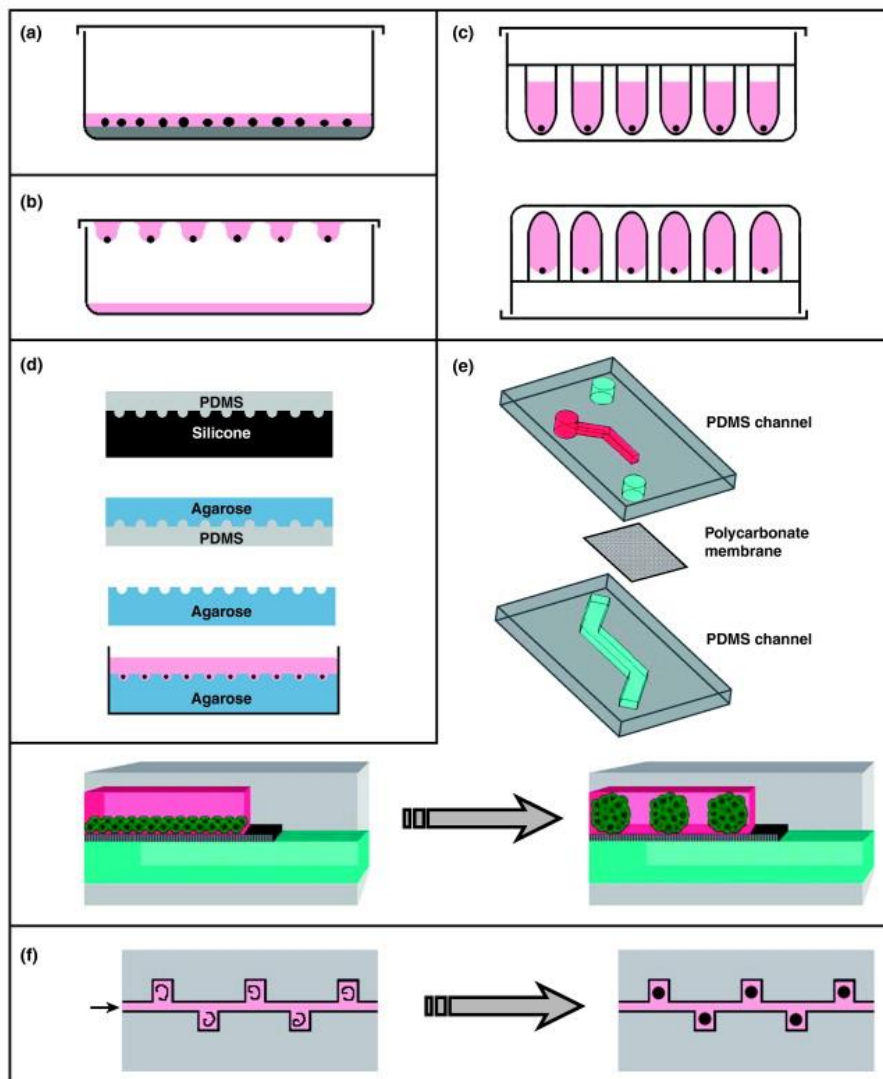 (a)
(b)
(c)
(d)
PDMS
Silicone
Agarose
PDMS
Agarose
Agarose
(e)
PDMS channel
Polycarbonate
membrane
PDMS channel
(f)